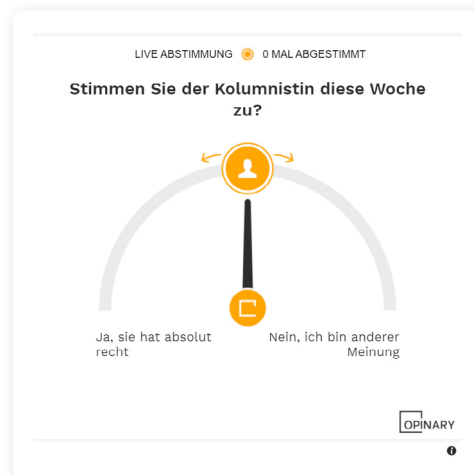 LIVE ABSTIMMUNG 0 MAL ABGESTIMMT
Stimmen Sie der Kolumnistin diese Woche
zu?
Ja, sie hat absolut
recht
Nein, ich bin anderer
Meinung
OPINARY